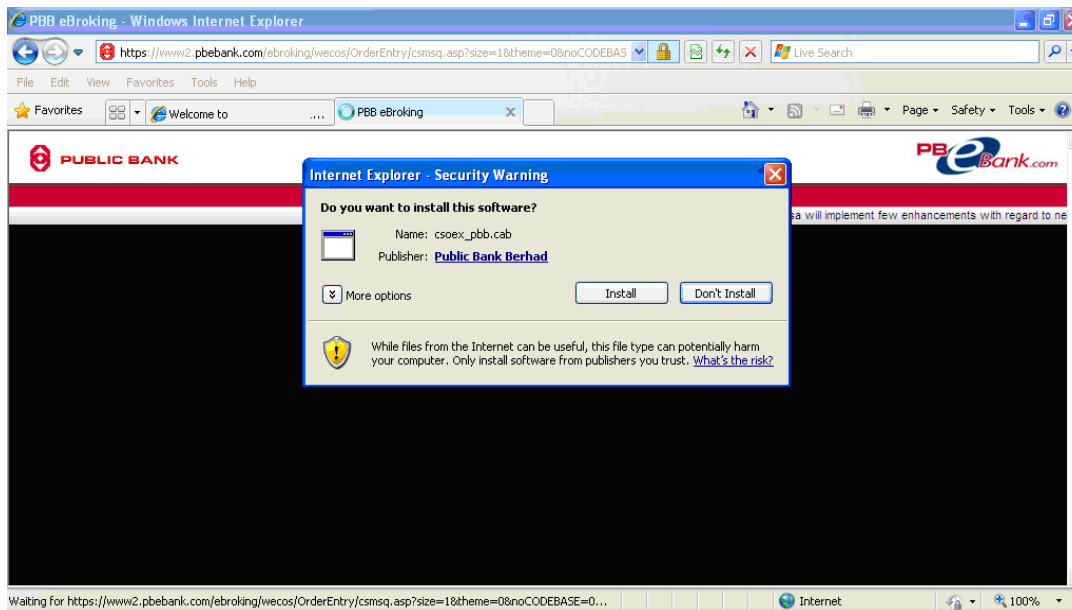 PBB eBroking - Windows Internet Explorer
https://www2.pbebank.com/ebroking/wecos/OrderEntry/csmsq.asp?size=1&theme=0&noCODEBAS
Live Search
File Edit View Favorites Tools Help
Favorites
Welcome to ....
PBB eBroking
Page Safety Tools
PUBLIC BANK
PBeBank.com
sa will implement few enhancements with regard to ne
Internet Explorer - Security Warning
Do you want to install this software?
Name: csoex_pbb.cab
Publisher: Public Bank Berhad
More options
Install
Don't Install
While files from the Internet can be useful, this file type can potentially harm
your computer. Only install software from publishers you trust. What's the risk?
Waiting for https://www2.pbebank.com/ebroking/wecos/OrderEntry/csmsq.asp?size=1&theme=0&noCODEBASE=0...
Internet
100%